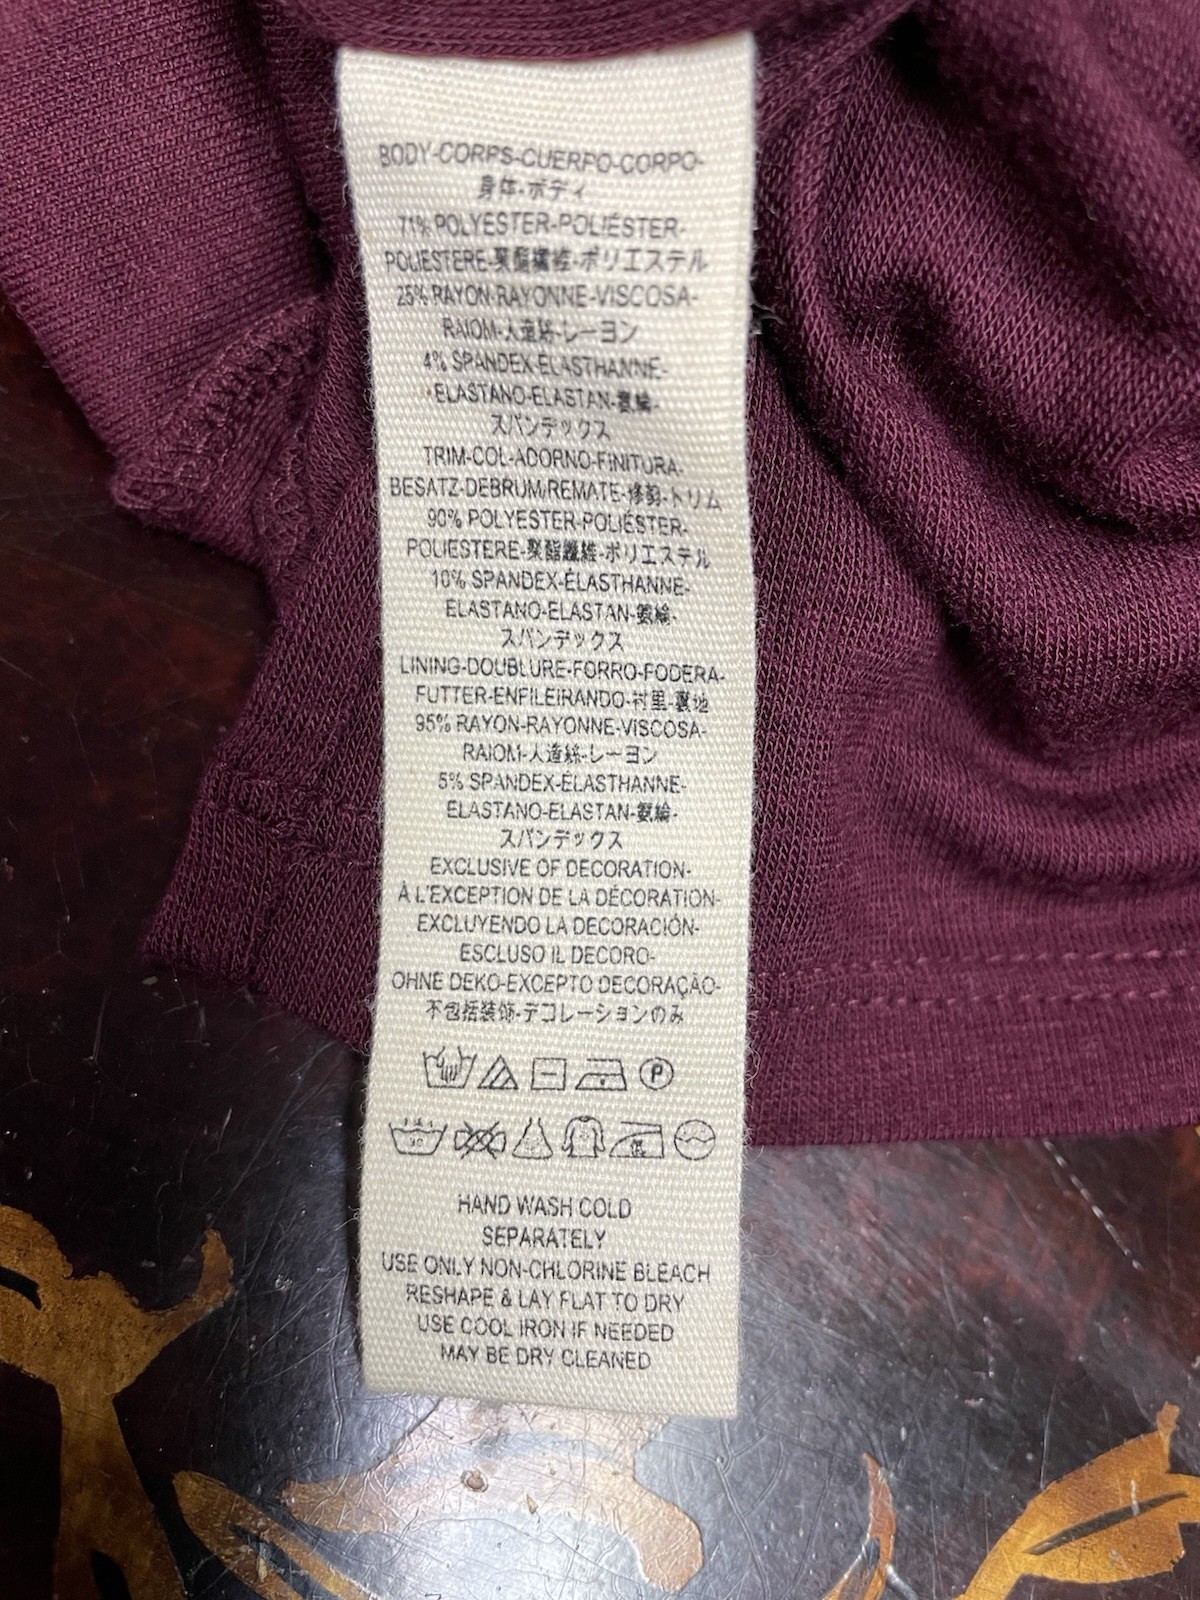 BODY-CORPS-CUERPO-CORPO-
身体-ボディ
71% POLYESTER-POLIÉSTER-
POLIESTERE-聚酯纖維-ポリエステル
25% RAYON-RAYONNE-VISCOSA-
RAIOM-人造絲-レーヨン
4% SPANDEX-ÉLASTHANNE-
ELASTANO-ELASTAN-氨綸-
スパンデックス
TRIM-COL-ADORNO-FINITURA-
BESATZ-DEBRUM/REMATE-修剪-トリム
90% POLYESTER-POLIÉSTER-
POLIESTERE-聚酯纖維-ポリエステル
10% SPANDEX-ÉLASTHANNE-
ELASTANO-ELASTAN-氨綸-
スパンデックス
LINING-DOUBLURE-FORRO-FODERA-
FUTTER-ENFILEIRANDO-衬里-裏地
95% RAYON-RAYONNE-VISCOSA-
RAIOM-人造絲-レーヨン
5% SPANDEX-ÉLASTHANNE-
ELASTANO-ELASTAN-氨綸-
スパンデックス
EXCLUSIVE OF DECORATION-
À L'EXCEPTION DE LA DÉCORATION-
EXCLUYENDO LA DECORACIÓN-
ESCLUSO IL DECORO-
OHNE DEKO-EXCEPTO DECORAÇÃO-
不包括装饰-デコレーションのみ
P
30 低
HAND WASH COLD
SEPARATELY
USE ONLY NON-CHLORINE BLEACH
RESHAPE & LAY FLAT TO DRY
USE COOL IRON IF NEEDED
MAY BE DRY CLEANED